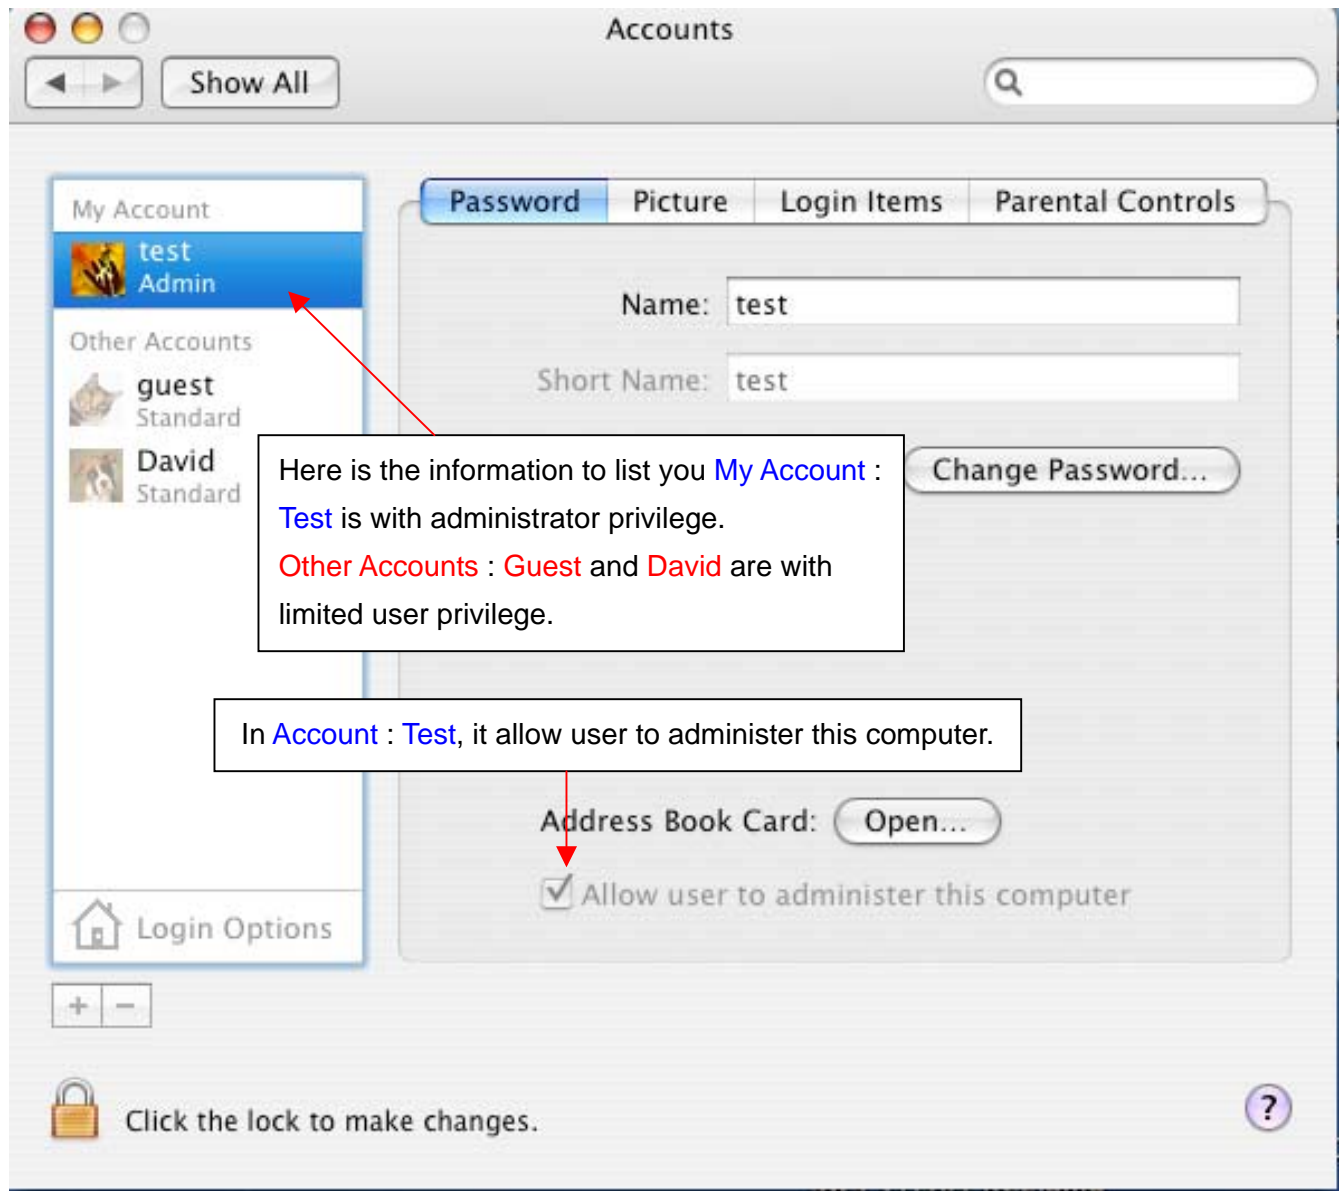 Accounts
Show All
My Account
test
Admin
Other Accounts
guest
Standard
David
Standard
Login Options
Password Picture Login Items Parental Controls
Name: test
Short Name: test
Change Password...
Here is the information to list you My Account :
Test is with administrator privilege.
Other Accounts : Guest and David are with
limited user privilege.
In Account : Test, it allow user to administer this computer.
Address Book Card: Open...
Allow user to administer this computer
+ −
Click the lock to make changes.
?